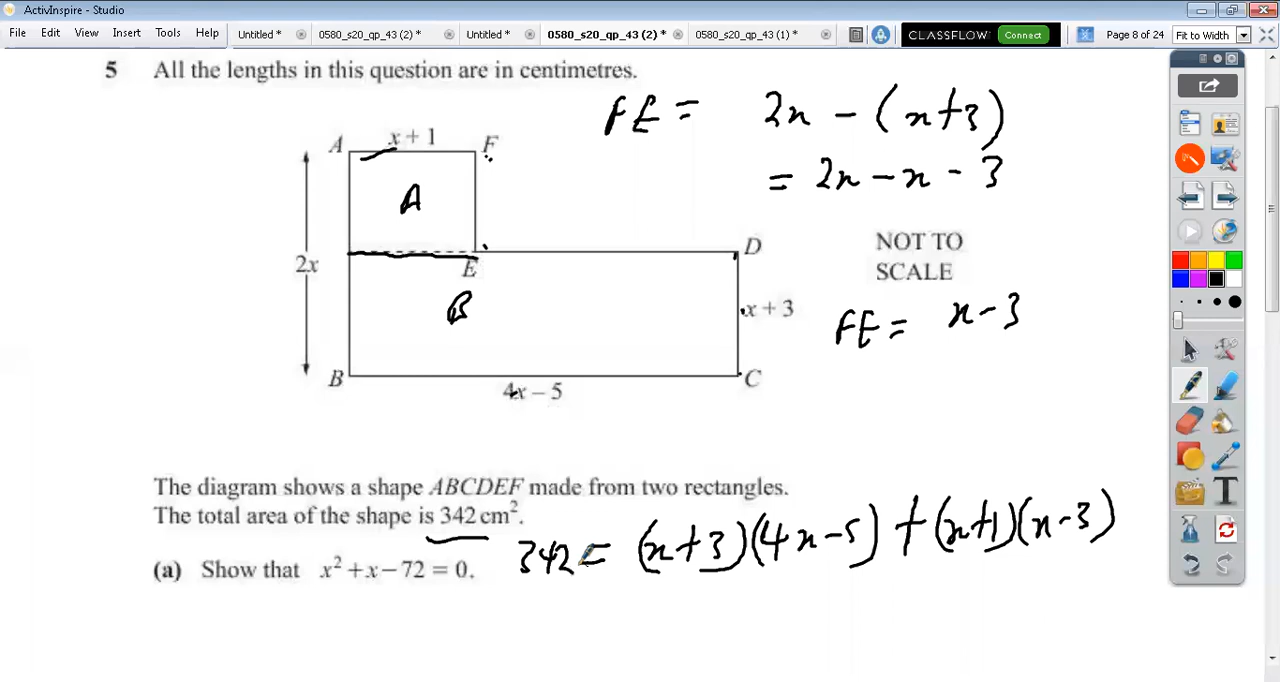 ActivInspire - Studio
File Edit View Insert Tools Help Untitled * 0580_s20_qp_43 (2) * Untitled * 0580_s20_qp_43 (2) * 0580_s20_qp_43 (1) * CLASSFLOW Connect Page 8 of 24 Fit to Width
5 All the lengths in this question are in centimetres.
FE = 2x - (x+3)
= 2x - x - 3
A x + 1 F
A
2x
E
D
B
x + 3
B
C
4x – 5
NOT TO
SCALE
FE = x - 3
The diagram shows a shape ABCDEF made from two rectangles.
The total area of the shape is 342 cm².
342 = (x+3)(4x-5) + (x+1)(x-3)
(a) Show that x² + x – 72 = 0.